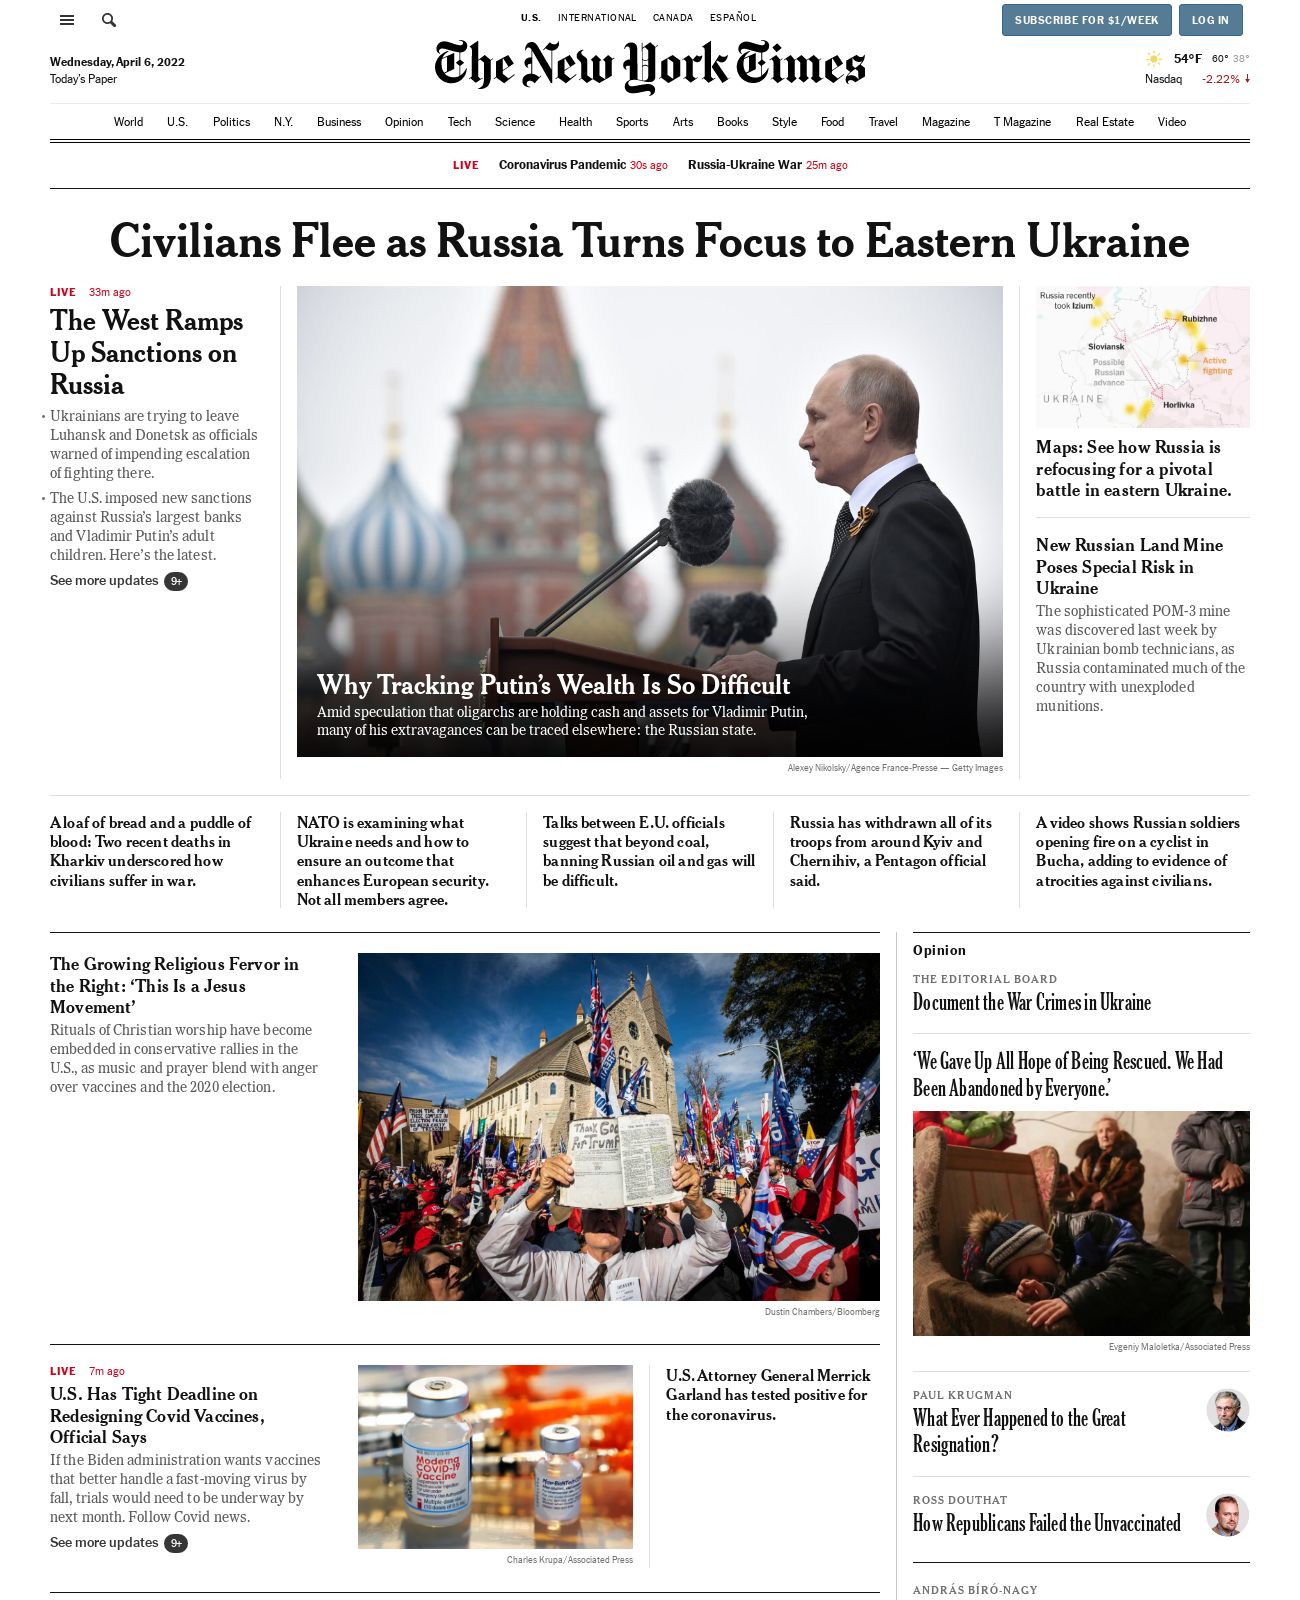 U.S. INTERNATIONAL CANADA ESPAÑOL
SUBSCRIBE FOR $1/WEEK
LOG IN
Wednesday, April 6, 2022
Today's Paper
The New York Times
54°F 60° 38°
Nasdaq -2.22%
World U.S. Politics N.Y. Business Opinion Tech Science Health Sports Arts Books Style Food Travel Magazine T Magazine Real Estate Video
LIVE Coronavirus Pandemic 30s ago Russia-Ukraine War 25m ago
Civilians Flee as Russia Turns Focus to Eastern Ukraine
LIVE 33m ago
The West Ramps
Up Sanctions on
Russia
• Ukrainians are trying to leave
Luhansk and Donetsk as officials
warned of impending escalation
of fighting there.
• The U.S. imposed new sanctions
against Russia’s largest banks
and Vladimir Putin’s adult
children. Here’s the latest.
See more updates 9+
Why Tracking Putin’s Wealth Is So Difficult
Amid speculation that oligarchs are holding cash and assets for Vladimir Putin,
many of his extravagances can be traced elsewhere: the Russian state.
Alexey Nikolsky/Agence France-Presse — Getty Images
Russia recently
took Izium.
Rubizhne
Sloviansk
Possible
Russian
advance
Active
fighting
UKRAINE
Horlivka
Maps: See how Russia is
refocusing for a pivotal
battle in eastern Ukraine.
New Russian Land Mine
Poses Special Risk in
Ukraine
The sophisticated POM-3 mine
was discovered last week by
Ukrainian bomb technicians, as
Russia contaminated much of the
country with unexploded
munitions.
A loaf of bread and a puddle of
blood: Two recent deaths in
Kharkiv underscored how
civilians suffer in war.
NATO is examining what
Ukraine needs and how to
ensure an outcome that
enhances European security.
Not all members agree.
Talks between E.U. officials
suggest that beyond coal,
banning Russian oil and gas will
be difficult.
Russia has withdrawn all of its
troops from around Kyiv and
Chernihiv, a Pentagon official
said.
A video shows Russian soldiers
opening fire on a cyclist in
Bucha, adding to evidence of
atrocities against civilians.
The Growing Religious Fervor in
the Right: ‘This Is a Jesus
Movement’
Rituals of Christian worship have become
embedded in conservative rallies in the
U.S., as music and prayer blend with anger
over vaccines and the 2020 election.
Thank God
For Trump
Dustin Chambers/Bloomberg
LIVE 7m ago
U.S. Has Tight Deadline on
Redesigning Covid Vaccines,
Official Says
If the Biden administration wants vaccines
that better handle a fast-moving virus by
fall, trials would need to be underway by
next month. Follow Covid news.
See more updates 9+
Moderna
COVID-19
Vaccine
Charles Krupa/Associated Press
U.S. Attorney General Merrick
Garland has tested positive for
the coronavirus.
Opinion
THE EDITORIAL BOARD
Document the War Crimes in Ukraine
‘We Gave Up All Hope of Being Rescued. We Had
Been Abandoned by Everyone.’
Evgeniy Maloletka/Associated Press
PAUL KRUGMAN
What Ever Happened to the Great
Resignation?
ROSS DOUTHAT
How Republicans Failed the Unvaccinated
ANDRÁS BÍRÓ-NAGY